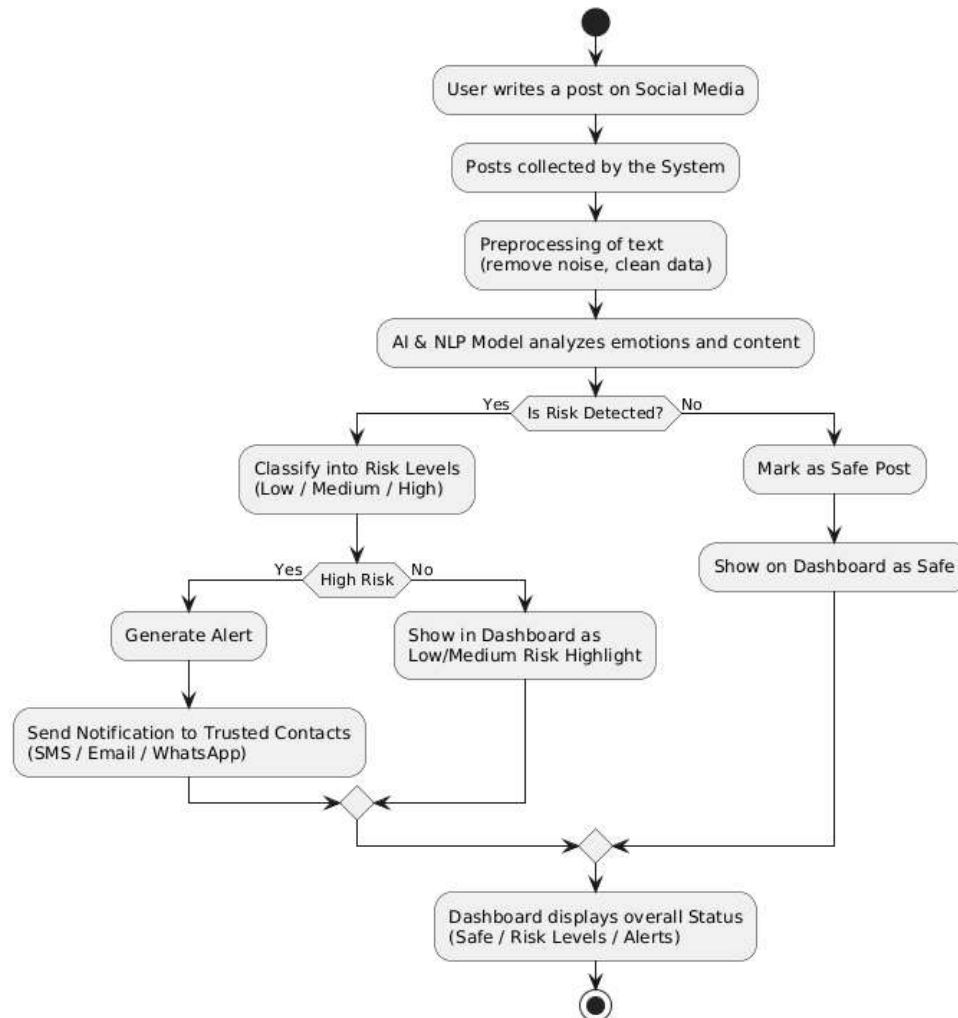 User writes a post on Social Media
Posts collected by the System
Preprocessing of text
(remove noise, clean data)
AI & NLP Model analyzes emotions and content
Yes
Is Risk Detected?
No
Classify into Risk Levels
(Low / Medium / High)
Mark as Safe Post
Show on Dashboard as Safe
Yes
High Risk
No
Generate Alert
Show in Dashboard as
Low/Medium Risk Highlight
Send Notification to Trusted Contacts
(SMS / Email / WhatsApp)
Dashboard displays overall Status
(Safe / Risk Levels / Alerts)